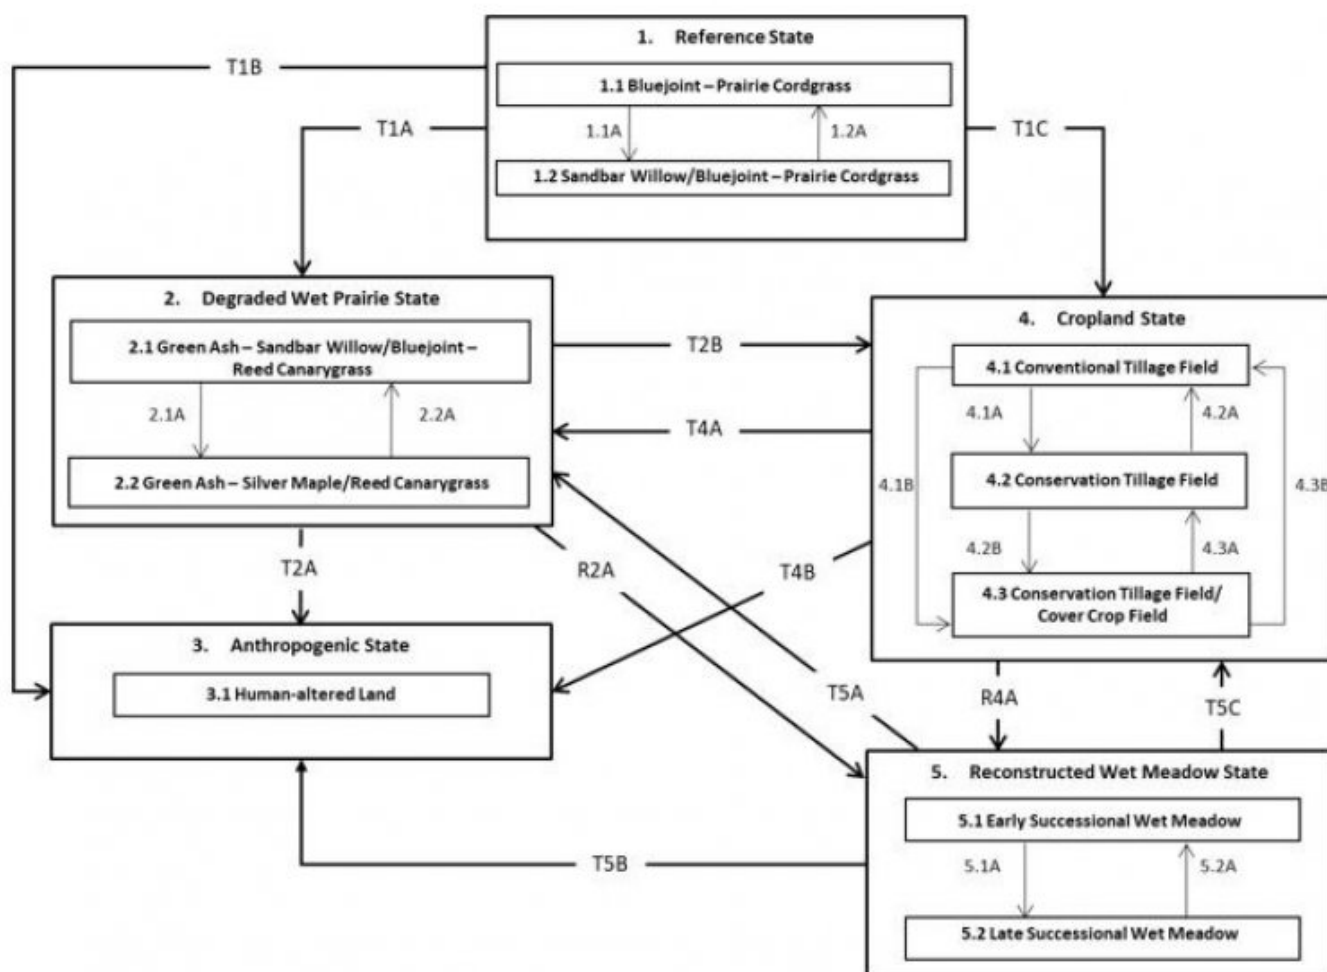 1. Reference State
T1B
1.1 Bluejoint – Prairie Cordgrass
T1A
1.1A
1.2A
T1C
1.2 Sandbar Willow/Bluejoint – Prairie Cordgrass
2. Degraded Wet Prairie State
2.1 Green Ash – Sandbar Willow/Bluejoint –
Reed Canarygrass
2.1A
2.2A
2.2 Green Ash – Silver Maple/Reed Canarygrass
T2B
T4A
4. Cropland State
4.1 Conventional Tillage Field
4.1A
4.2A
4.2 Conservation Tillage Field
4.1B
4.3B
4.2B
4.3A
4.3 Conservation Tillage Field/
Cover Crop Field
T2A
R2A
T4B
3. Anthropogenic State
3.1 Human-altered Land
T5A
R4A
T5C
5. Reconstructed Wet Meadow State
5.1 Early Successional Wet Meadow
T5B
5.1A
5.2A
5.2 Late Successional Wet Meadow